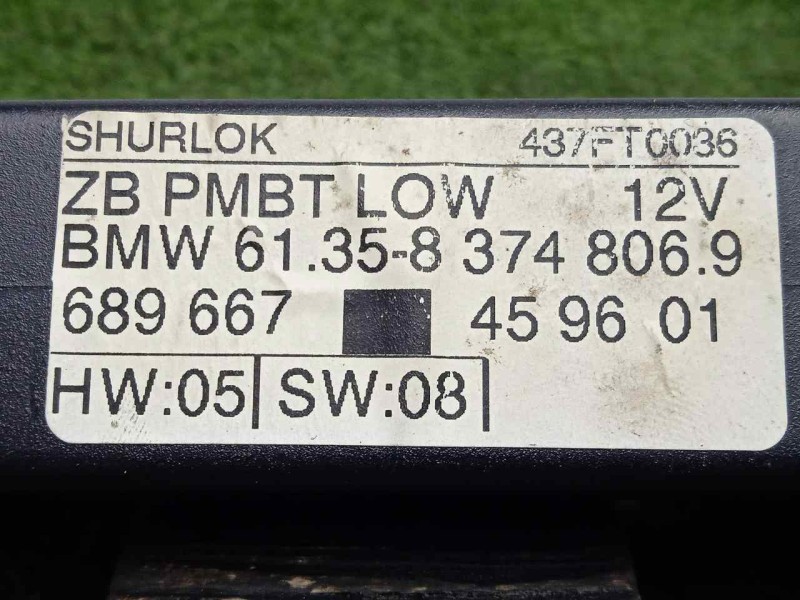 SHURLOK 437FT0036
ZB PMBT LOW 12V
BMW 61.35-8 374 806.9
689 667 45 96 01
HW:05 SW:08